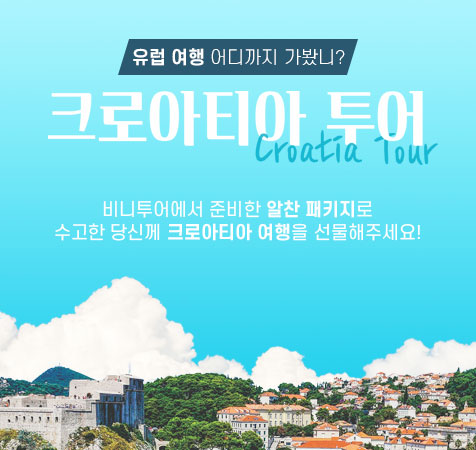 유럽 여행 어디까지 가봤니?
크로아티아 투어
Croatia Tour
비니투어에서 준비한 알찬 패키지로
수고한 당신께 크로아티아 여행을 선물해주세요!